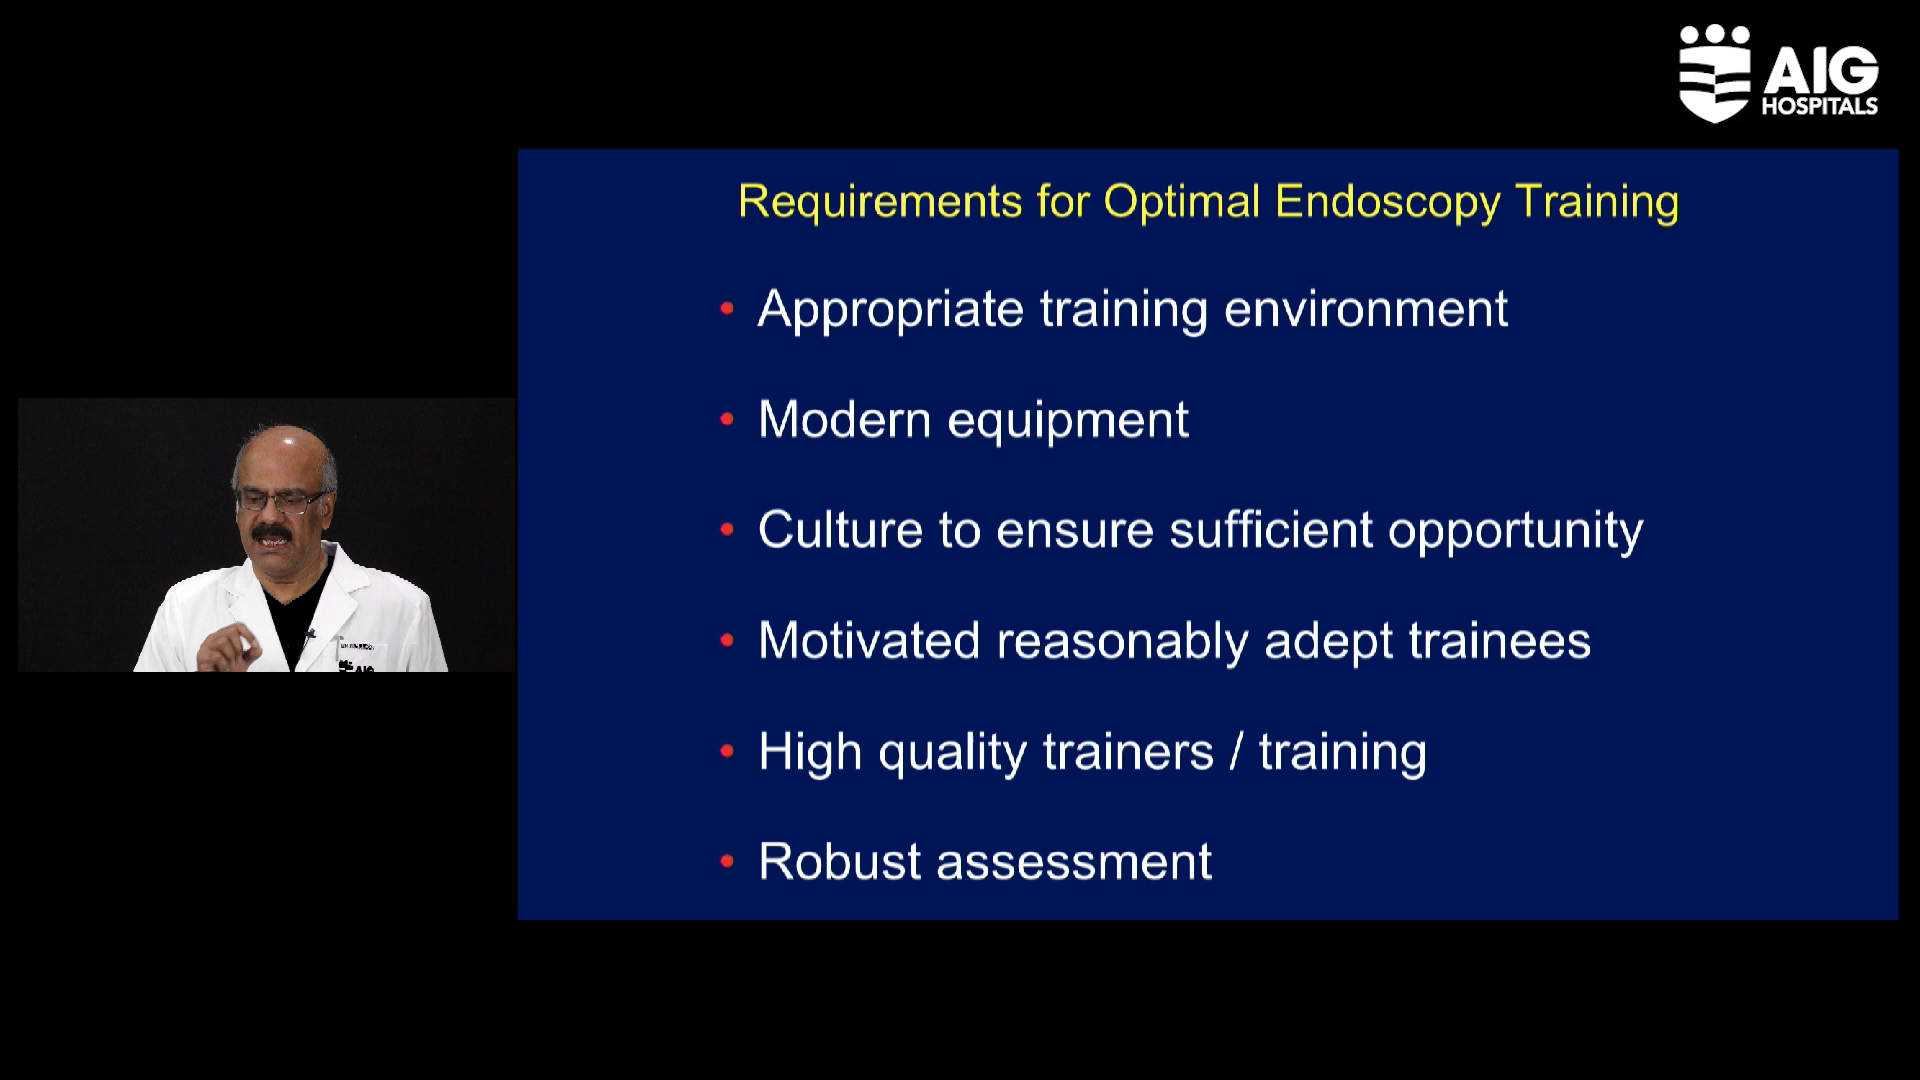 AIG
HOSPITALS
Requirements for Optimal Endoscopy Training
• Appropriate training environment
• Modern equipment
• Culture to ensure sufficient opportunity
• Motivated reasonably adept trainees
• High quality trainers / training
• Robust assessment